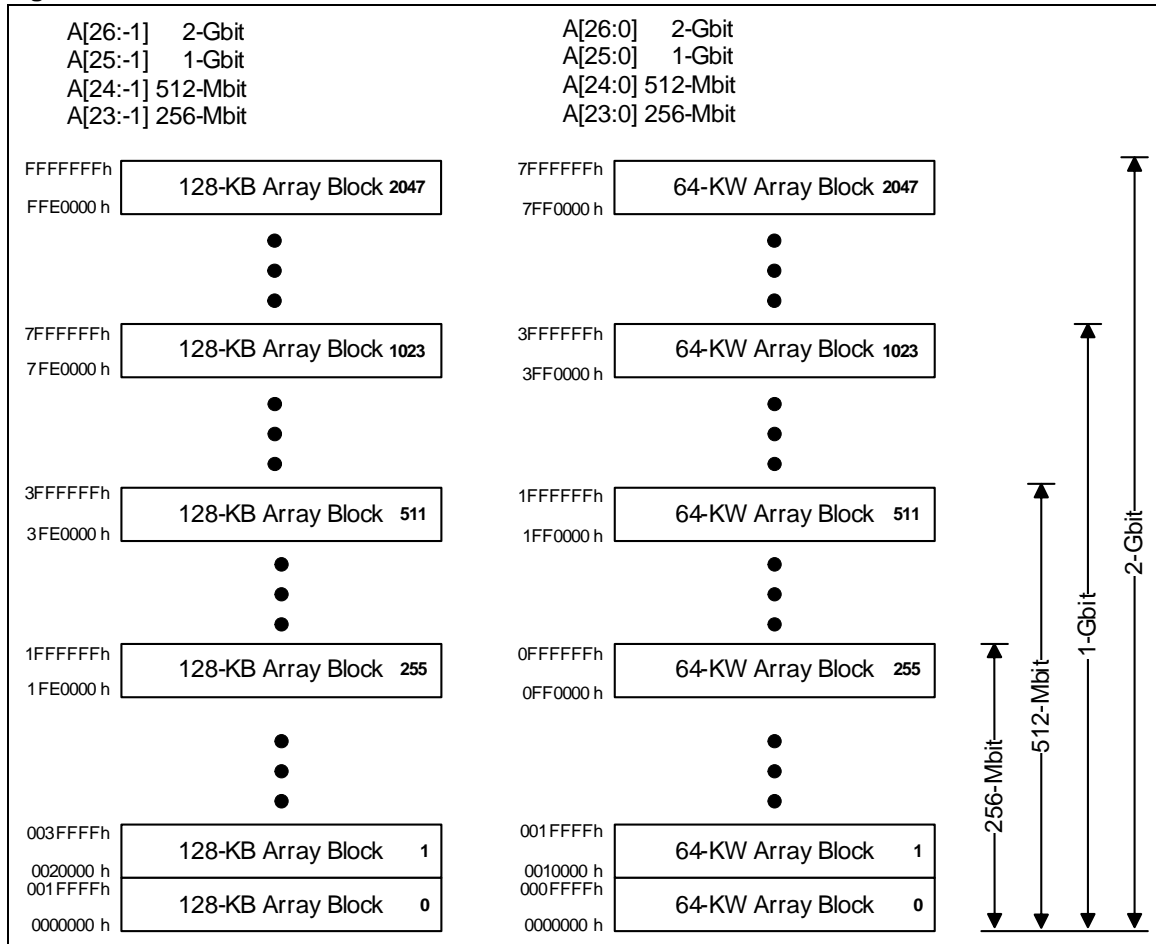 A[26:-1] 2-Gbit
A[25:-1] 1-Gbit
A[24:-1] 512-Mbit
A[23:-1] 256-Mbit
A[26:0] 2-Gbit
A[25:0] 1-Gbit
A[24:0] 512-Mbit
A[23:0] 256-Mbit
FFFFFFFh
128-KB Array Block 2047
FFE0000 h
7FFFFFFh
64-KW Array Block 2047
7FF0000 h
7FFFFFFh
128-KB Array Block 1023
7FE0000 h
3FFFFFFh
64-KW Array Block 1023
3FF0000 h
3FFFFFFh
128-KB Array Block 511
3FE0000 h
1FFFFFFh
64-KW Array Block 511
1FF0000 h
1FFFFFFh
128-KB Array Block 255
1FE0000 h
0FFFFFFh
64-KW Array Block 255
0FF0000 h
003FFFFh
128-KB Array Block 1
0020000 h
001FFFFh
128-KB Array Block 0
0000000 h
001FFFFh
64-KW Array Block 1
0010000 h
000FFFFh
64-KW Array Block 0
0000000 h
256-Mbit
512-Mbit
1-Gbit
2-Gbit